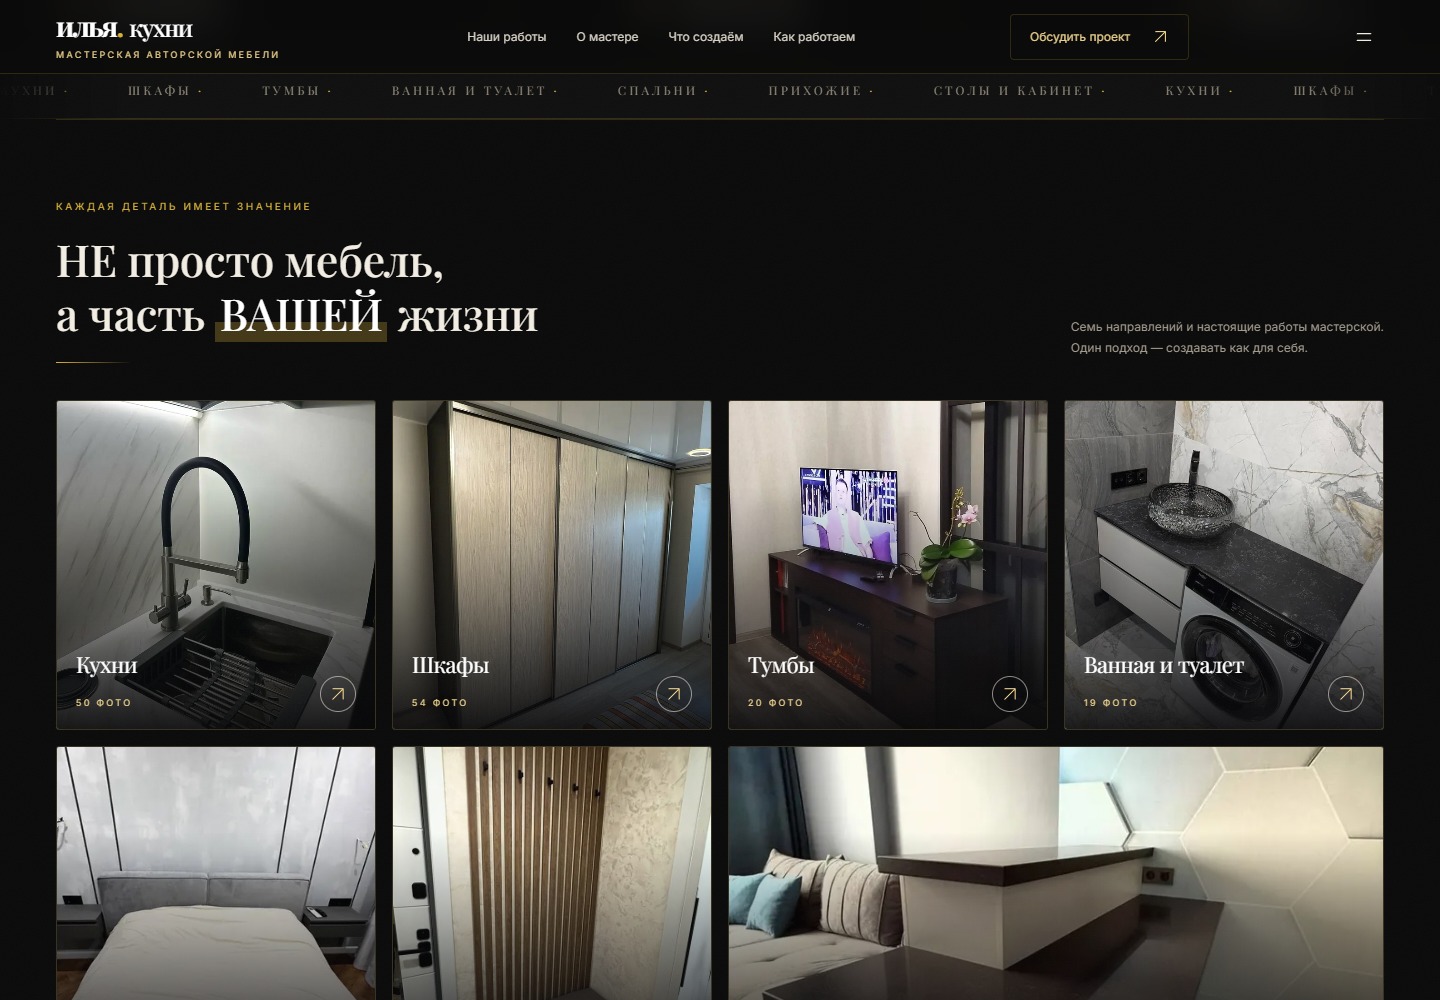 илья. кухни
МАСТЕРСКАЯ АВТОРСКОЙ МЕБЕЛИ
Наши работы
О мастере
Что создаём
Как работаем
Обсудить проект
ШКАФЫ · ТУМБЫ · ВАННАЯ И ТУАЛЕТ · СПАЛЬНИ · ПРИХОЖИЕ · СТОЛЫ И КАБИНЕТ · КУХНИ · ШКАФЫ ·
КАЖДАЯ ДЕТАЛЬ ИМЕЕТ ЗНАЧЕНИЕ
НЕ просто мебель,
а часть ВАШЕЙ жизни
Семь направлений и настоящие работы мастерской.
Один подход — создавать как для себя.
Кухни
50 ФОТО
Шкафы
54 ФОТО
Тумбы
20 ФОТО
Ванная и туалет
19 ФОТО